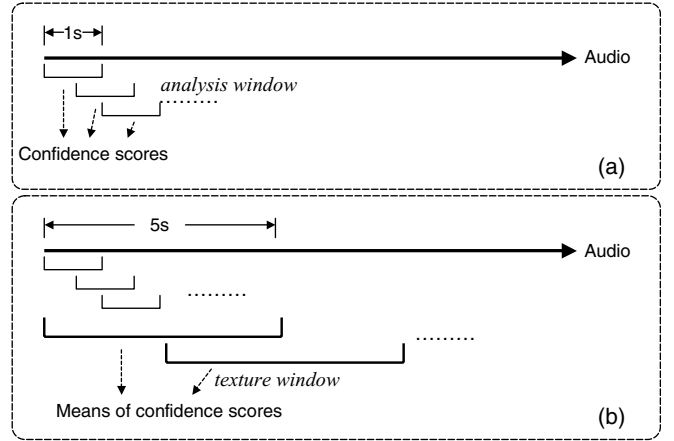 1s
Audio
analysis window
.........
Confidence scores
(a)
5s
Audio
.........
.........
texture window
Means of confidence scores
(b)